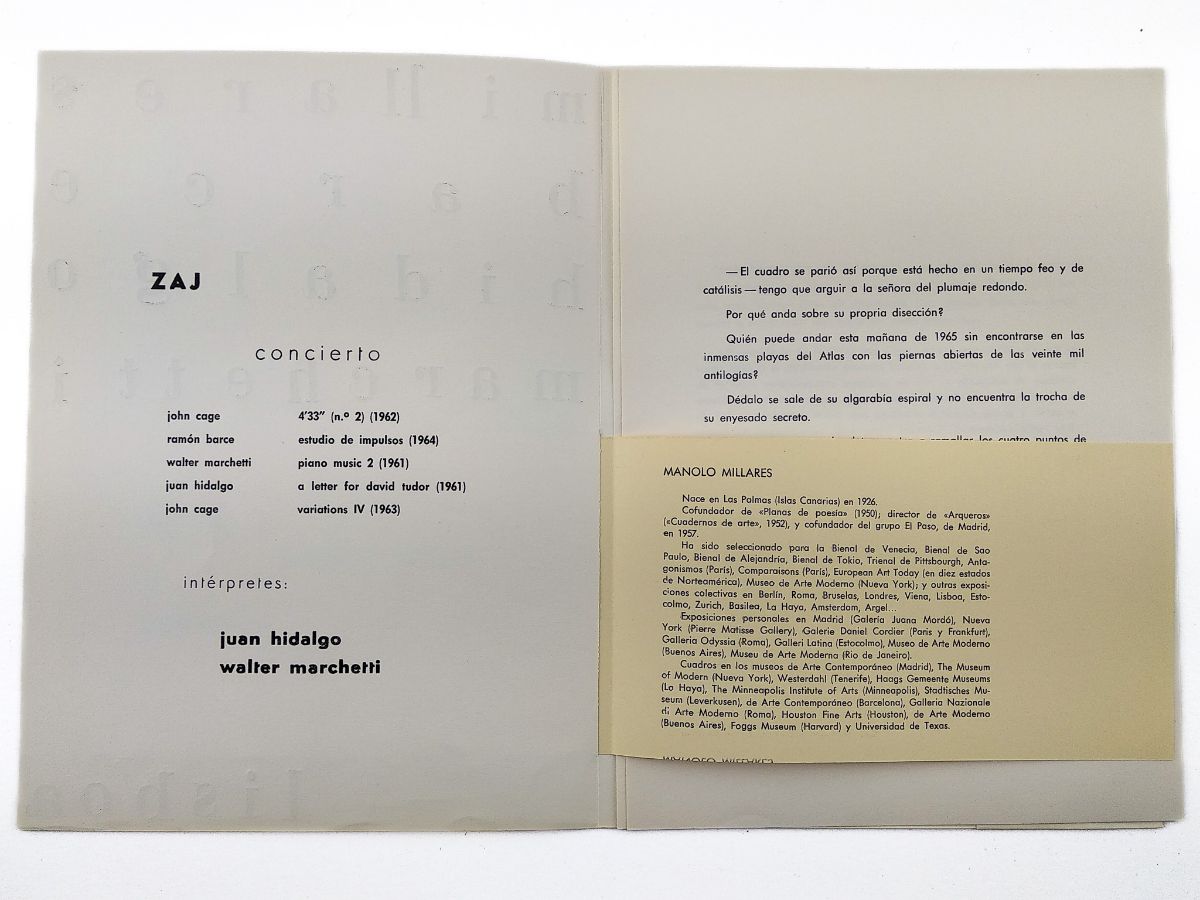 ZAJ
concierto
john cage 4'33" (n.º 2) (1962)
ramón barce estudio de impulsos (1964)
walter marchetti piano music 2 (1961)
juan hidalgo a letter for david tudor (1961)
john cage variations IV (1963)
intérpretes:
juan hidalgo
walter marchetti
millares
barce
hidalgo
marchetti
lisboa
— El cuadro se parió así porque está hecho en un tiempo feo y de
catálisis — tengo que arguir a la señora del plumaje redondo.
Por qué anda sobre su propria disección?
Quién puede andar esta mañana de 1965 sin encontrarse en las
inmensas playas del Atlas con las piernas abiertas de las veinte mil
antilogías?
Dédalo se sale de su algarabía espiral y no encuentra la trocha de
su enyesado secreto.
los cuatro puntos de
MANOLO MILLARES
Nace en Las Palmas (Islas Canarias) en 1926.
Cofundador de «Planas de poesía» (1950); director de «Arqueros»
(«Cuadernos de arte», 1952), y cofundador del grupo El Paso, de Madrid,
en 1957.
Ha sido seleccionado para la Bienal de Venecia, Bienal de Sao
Paulo, Bienal de Alejandría, Bienal de Tokio, Trienal de Pittsbourgh, Anta-
gonismos (París), Comparaisons (París), European Art Today (en diez estados
de Norteamérica), Museo de Arte Moderno (Nueva York); y outras exposi-
ciones colectivas en Berlín, Roma, Bruselas, Londres, Viena, Lisboa, Esto-
colmo, Zurich, Basilea, La Haya, Amsterdam, Argel...
Exposiciones personales en Madrid (Galería Juana Mordó), Nueva
York (Pierre Matisse Gallery), Galerie Daniel Cordier (Paris y Frankfurt),
Galleria Odyssia (Roma), Galleri Latina (Estocolmo), Museo de Arte Moderno
(Buenos Aires), Museu de Arte Moderna (Rio de Janeiro).
Cuadros en los museos de Arte Contemporáneo (Madrid), The Museum
of Modern (Nueva York), Westerdahl (Tenerife), Haags Gemeente Museums
(La Haya), The Minneapolis Institute of Arts (Minneapolis), Stadtisches Mu-
seum (Leverkusen), de Arte Contemporáneo (Barcelona), Galleria Nazionale
di Arte Moderno (Roma), Houston Fine Arts (Houston), de Arte Moderno
(Buenos Aires), Foggs Museum (Harvard) y Universidad de Texas.